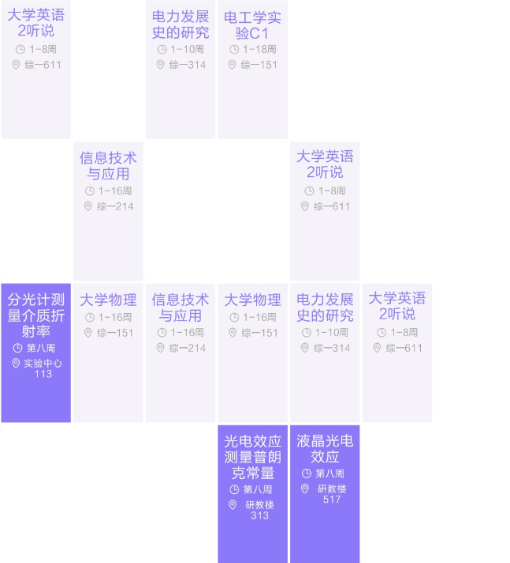 大学英语
2听说
1-8周
综一611
电力发展
史的研究
1-10周
综一314
电工学实
验C1
1-18周
综一151
信息技术
与应用
1-16周
综一214
大学英语
2听说
1-8周
综一611
分光计测
量介质折
射率
第八周
实验中心
113
大学物理
1-16周
综一151
信息技术
与应用
1-16周
综一214
大学物理
1-16周
综一151
电力发展
史的研究
1-10周
综一314
大学英语
2听说
1-8周
综一611
光电效应
测量普朗
克常量
第八周
研教楼
313
液晶光电
效应
第八周
研教楼
517